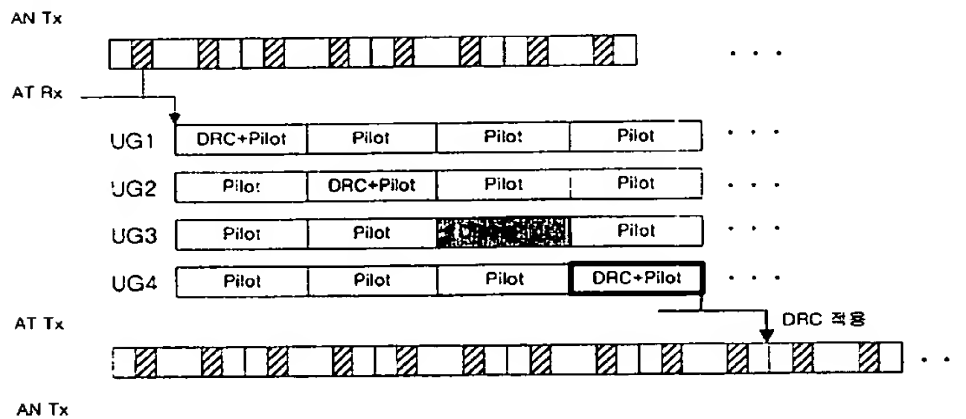 AN Tx
. . .
AT Rx
UG1 DRC+Pilot Pilot Pilot Pilot . . .
UG2 Pilot DRC+Pilot Pilot Pilot . . .
UG3 Pilot Pilot Pilot . . .
UG4 Pilot Pilot Pilot DRC+Pilot . . .
AT Tx
DRC 적용
. .
AN Tx